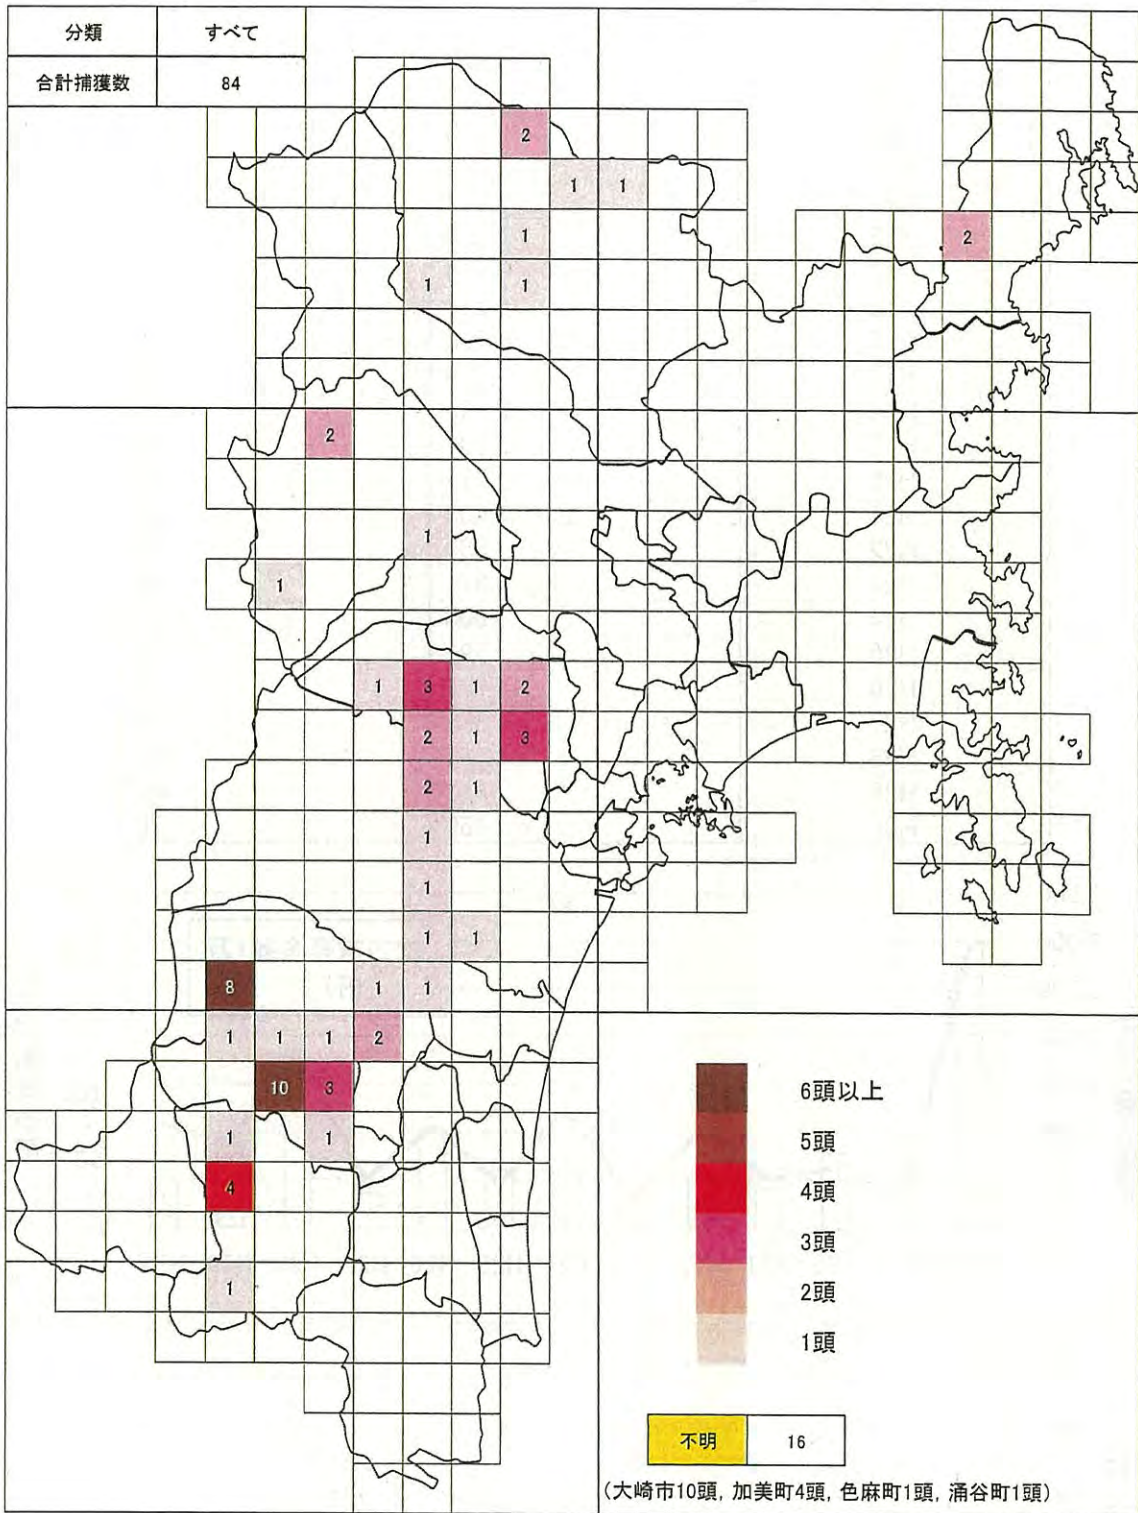 分類 すべて
合計捕獲数 84
2
1 1
1 2
1 1
2
1
1
1 3 1 2
2 1 3
2 1
1
1
1 1
8 1 1
1 1 1 2
10 3
1 1
4
1
6頭以上
5頭
4頭
3頭
2頭
1頭
不明 16
(大崎市10頭, 加美町4頭, 色麻町1頭, 涌谷町1頭)